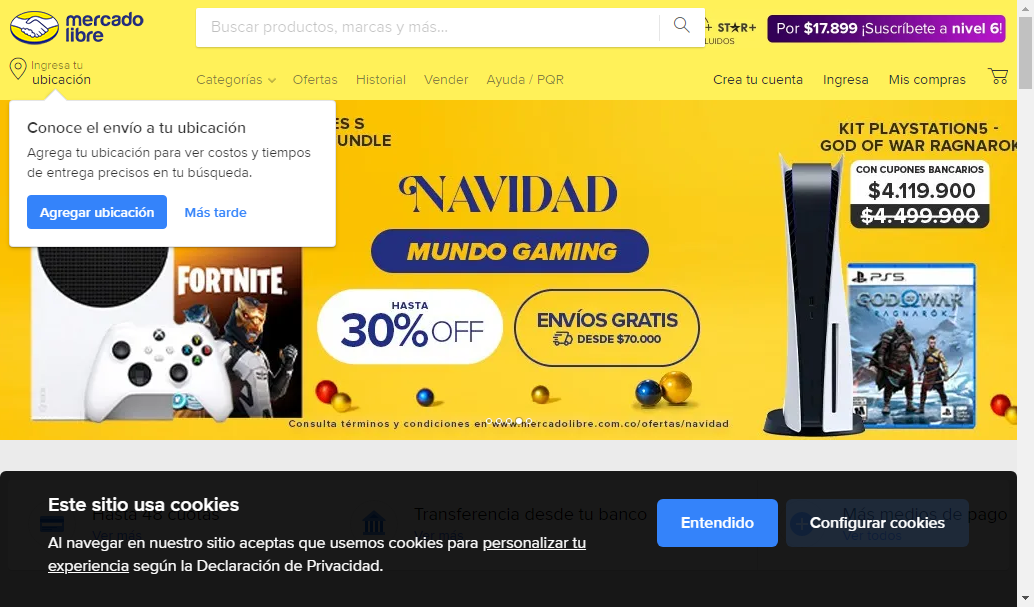 mercado
libre
Buscar productos, marcas y más...
ST★R+
LUIDOS
Por $17.899 ¡Suscríbete a nivel 6!
Ingresa tu
ubicación
Categorías
Ofertas
Historial
Vender
Ayuda / PQR
Crea tu cuenta
Ingresa
Mis compras
Conoce el envío a tu ubicación
Agrega tu ubicación para ver costos y tiempos
de entrega precisos en tu búsqueda.
Agregar ubicación
Más tarde
ES S
UNDLE
FORTNITE
NAVIDAD
MUNDO GAMING
HASTA
30% OFF
ENVÍOS GRATIS
DESDE $70.000
KIT PLAYSTATION5 -
GOD OF WAR RAGNAROK
CON CUPONES BANCARIOS
$4.119.900
$4.499.900
PS5
GOD OF WAR
RAGNARÖK
Consulta términos y condiciones en www.mercadolibre.com.co/ofertas/navidad
Hasta 48 cuotas
Ver más
Transferencia desde tu banco
Más medios de pago
Ver todos
Este sitio usa cookies
Al navegar en nuestro sitio aceptas que usemos cookies para personalizar tu
experiencia según la Declaración de Privacidad.
Entendido
Configurar cookies